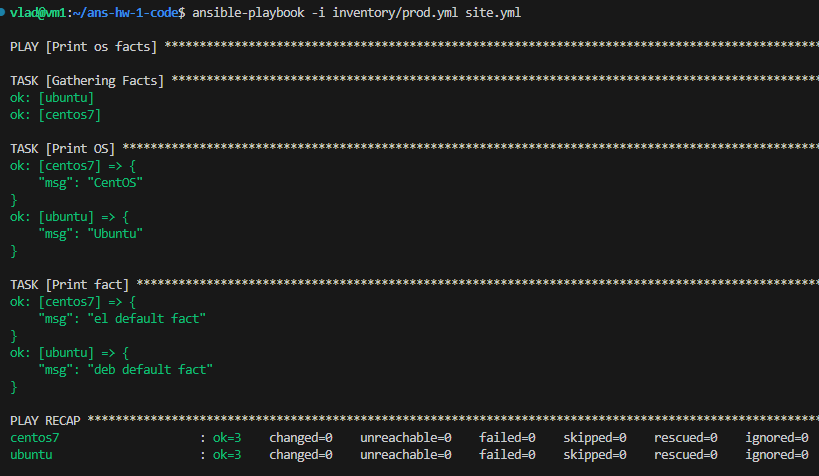 vlad@vm1:~/ans-hw-1-code$ ansible-playbook -i inventory/prod.yml site.yml
PLAY [Print os facts] *********************************************************************************************
TASK [Gathering Facts] ********************************************************************************************
ok: [ubuntu]
ok: [centos7]
TASK [Print OS] ***************************************************************************************************
ok: [centos7] => {
    "msg": "CentOS"
}
ok: [ubuntu] => {
    "msg": "Ubuntu"
}
TASK [Print fact] *************************************************************************************************
ok: [centos7] => {
    "msg": "el default fact"
}
ok: [ubuntu] => {
    "msg": "deb default fact"
}
PLAY RECAP ********************************************************************************************************
centos7                    : ok=3    changed=0    unreachable=0    failed=0    skipped=0    rescued=0    ignored=0
ubuntu                     : ok=3    changed=0    unreachable=0    failed=0    skipped=0    rescued=0    ignored=0